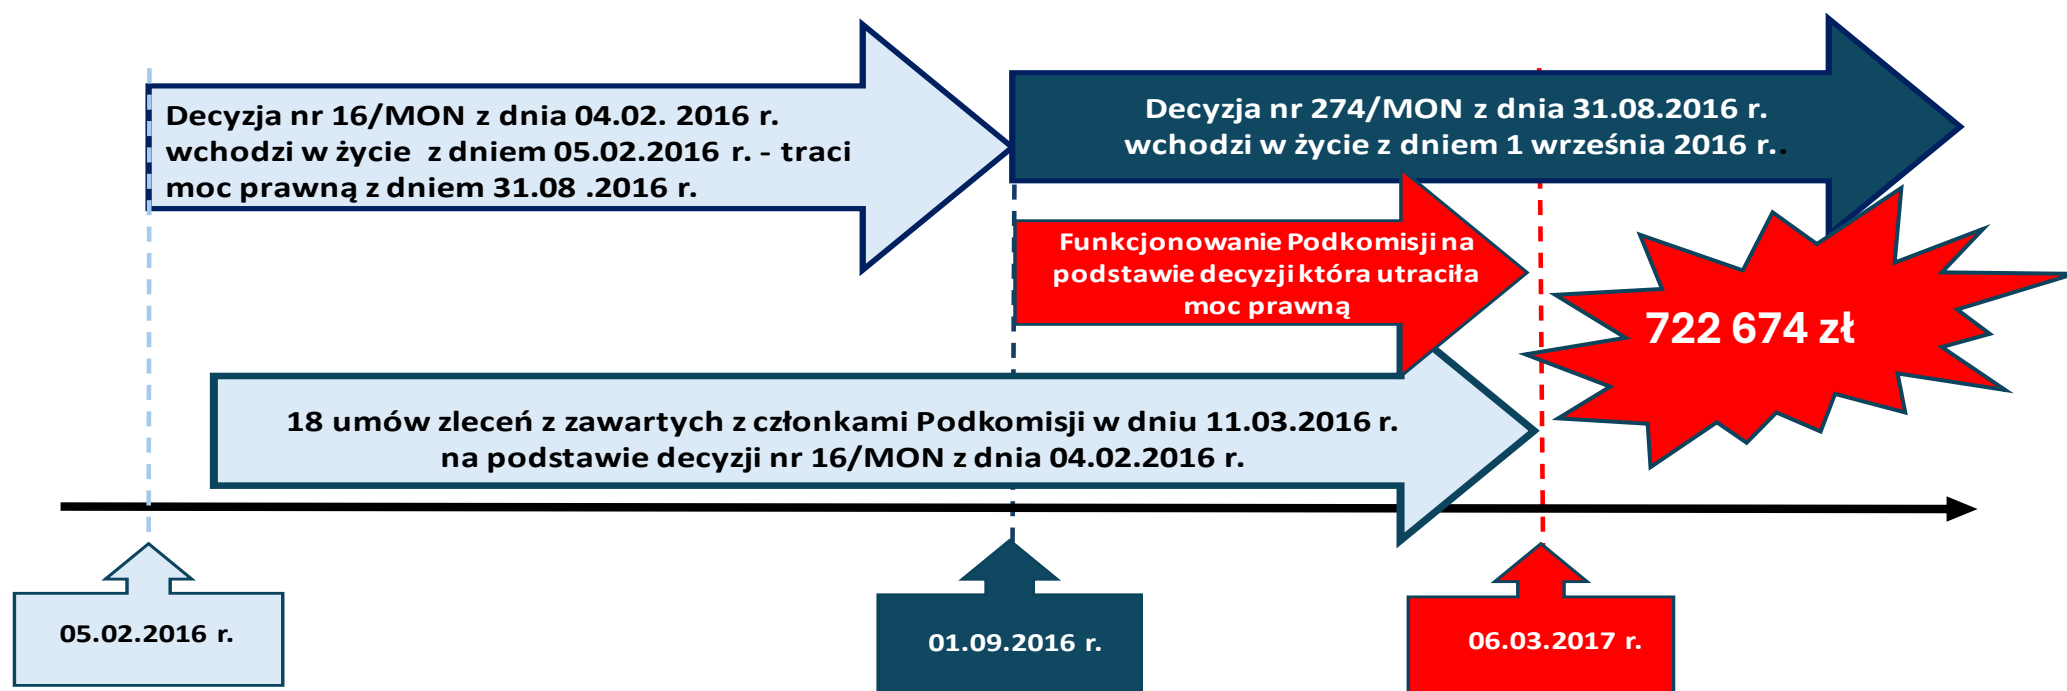 Decyzja nr 16/MON z dnia 04.02. 2016 r.
wchodzi w życie z dniem 05.02.2016 r. - traci
moc prawną z dniem 31.08 .2016 r.
Decyzja nr 274/MON z dnia 31.08.2016 r.
wchodzi w życie z dniem 1 września 2016 r..
Funkcjonowanie Podkomisji na
podstawie decyzji która utraciła
moc prawną
722 674 zł
18 umów zleceń z zawartych z członkami Podkomisji w dniu 11.03.2016 r.
na podstawie decyzji nr 16/MON z dnia 04.02.2016 r.
05.02.2016 r.
01.09.2016 r.
06.03.2017 r.